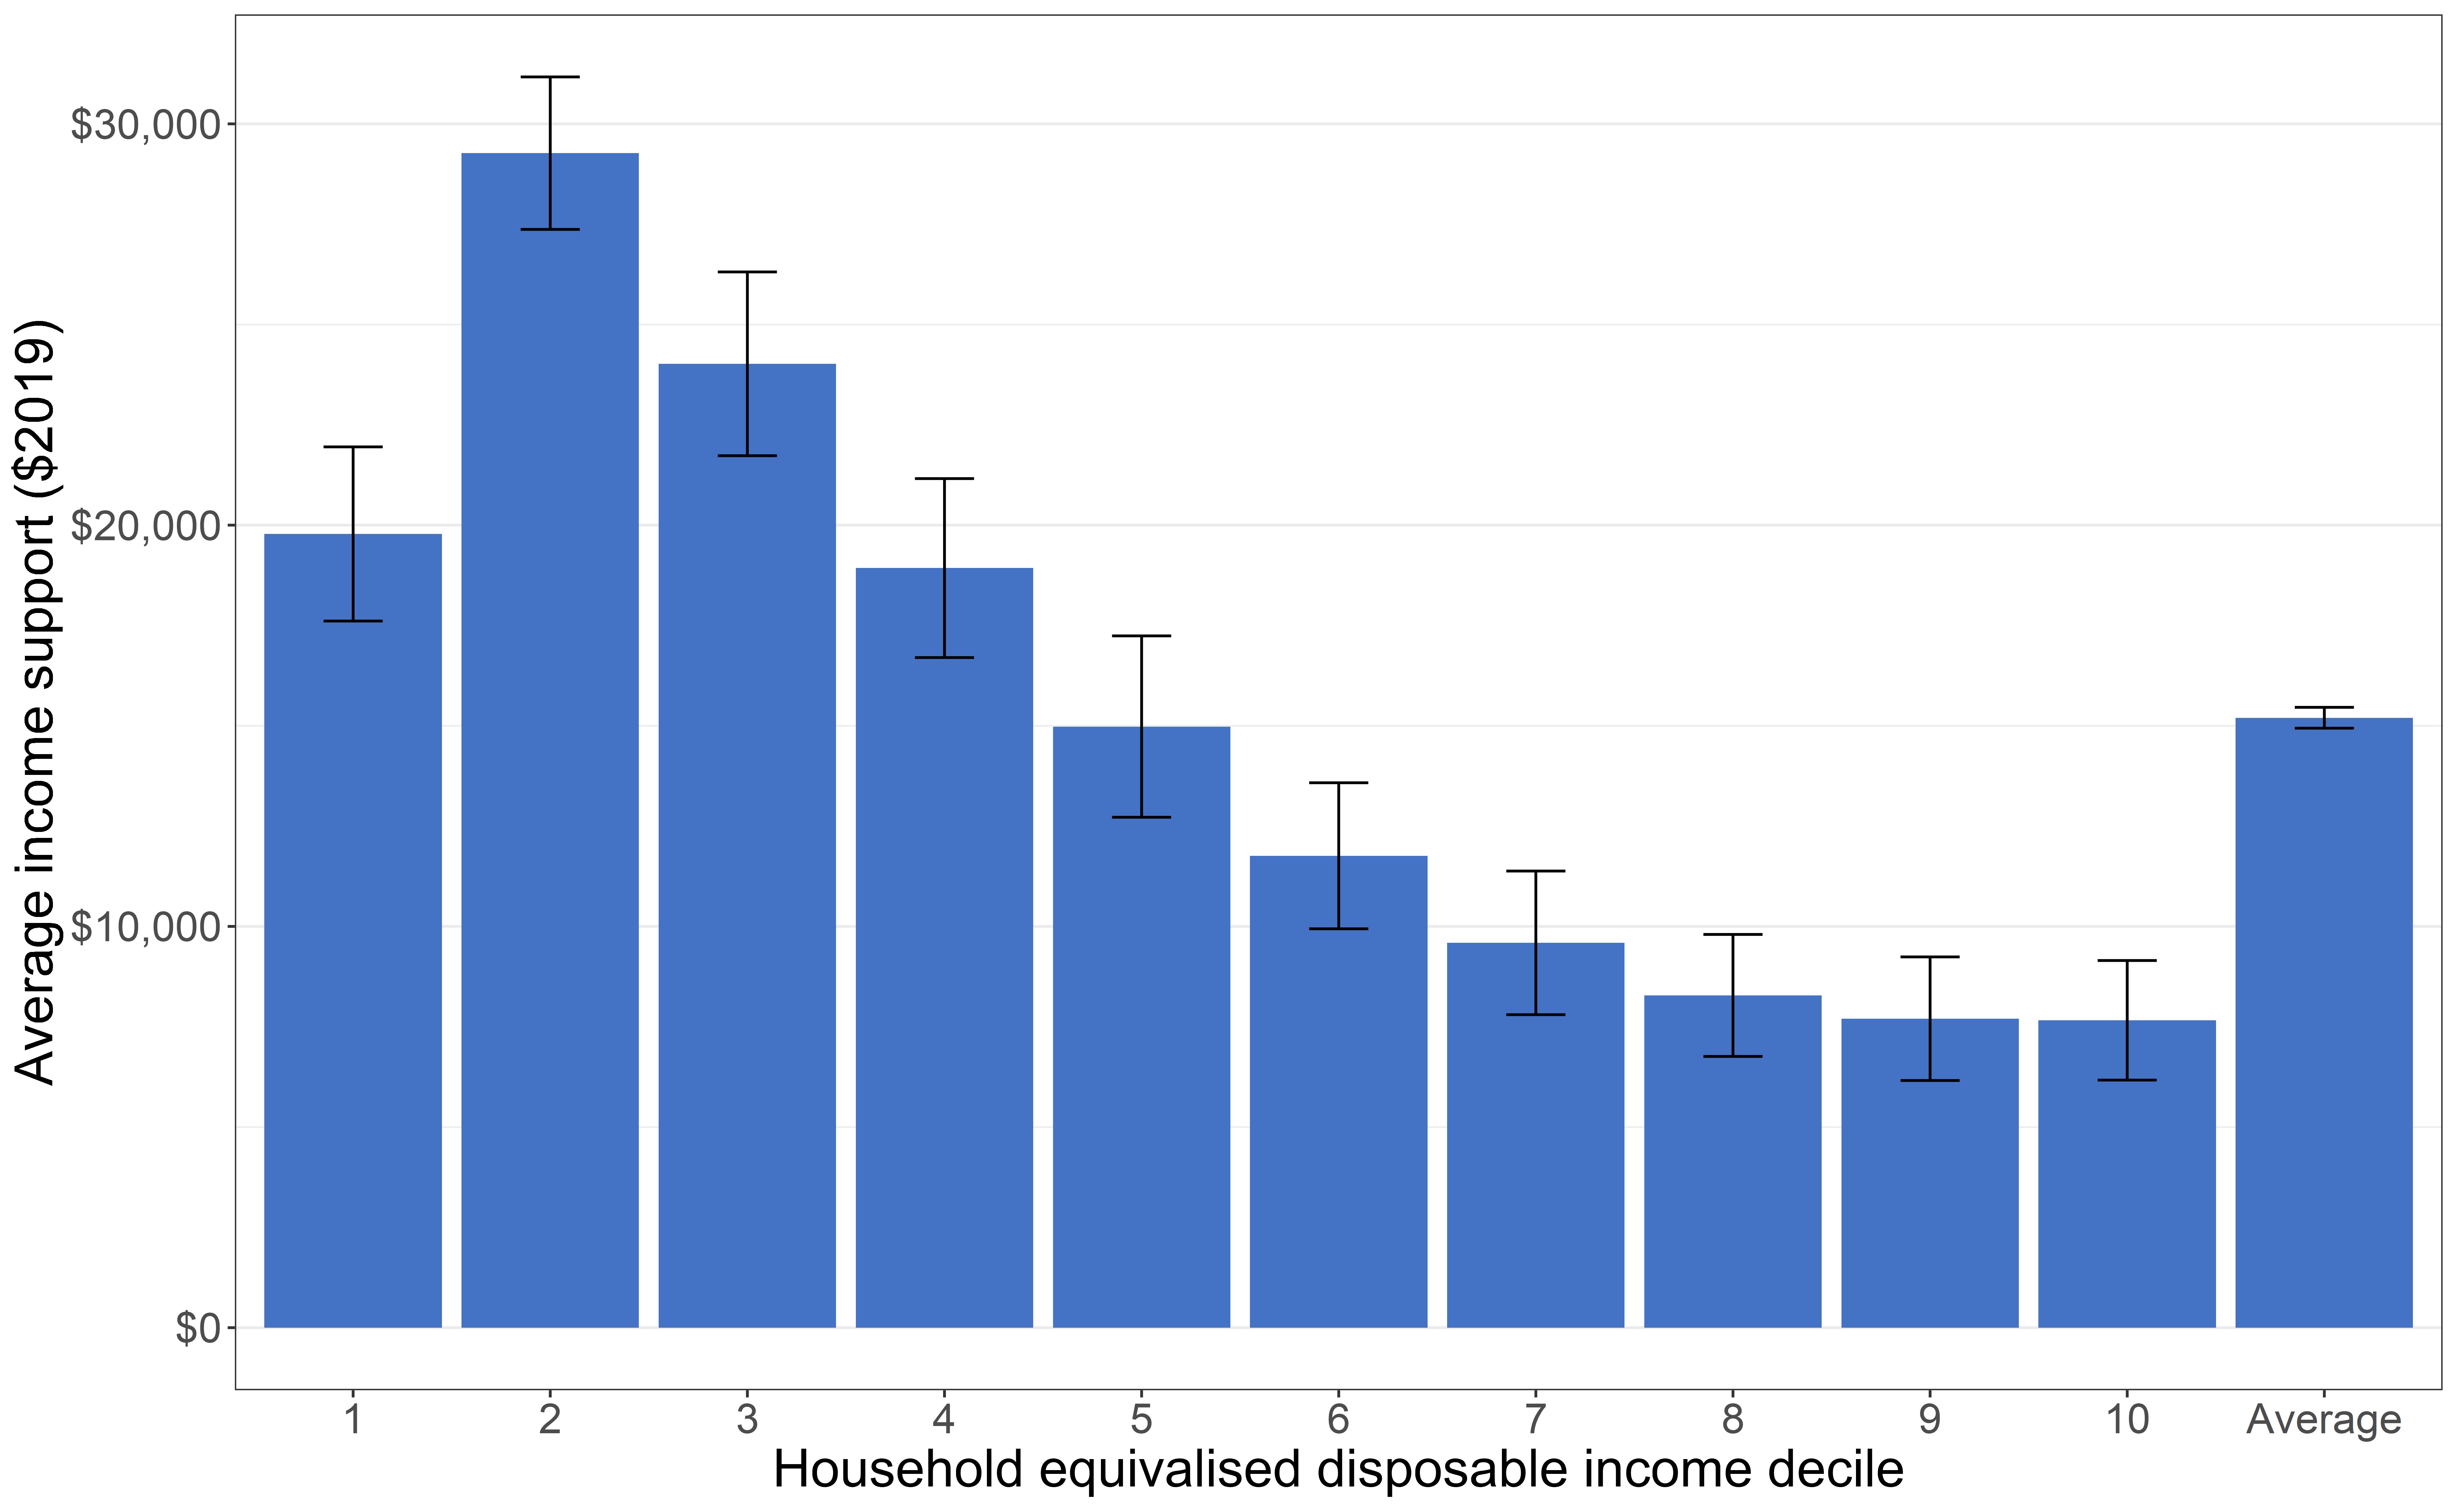 Average income support ($2019)
$30,000
$20,000
$10,000
$0
1 2 3 4 5 6 7 8 9 10 Average
Household equivalised disposable income decile